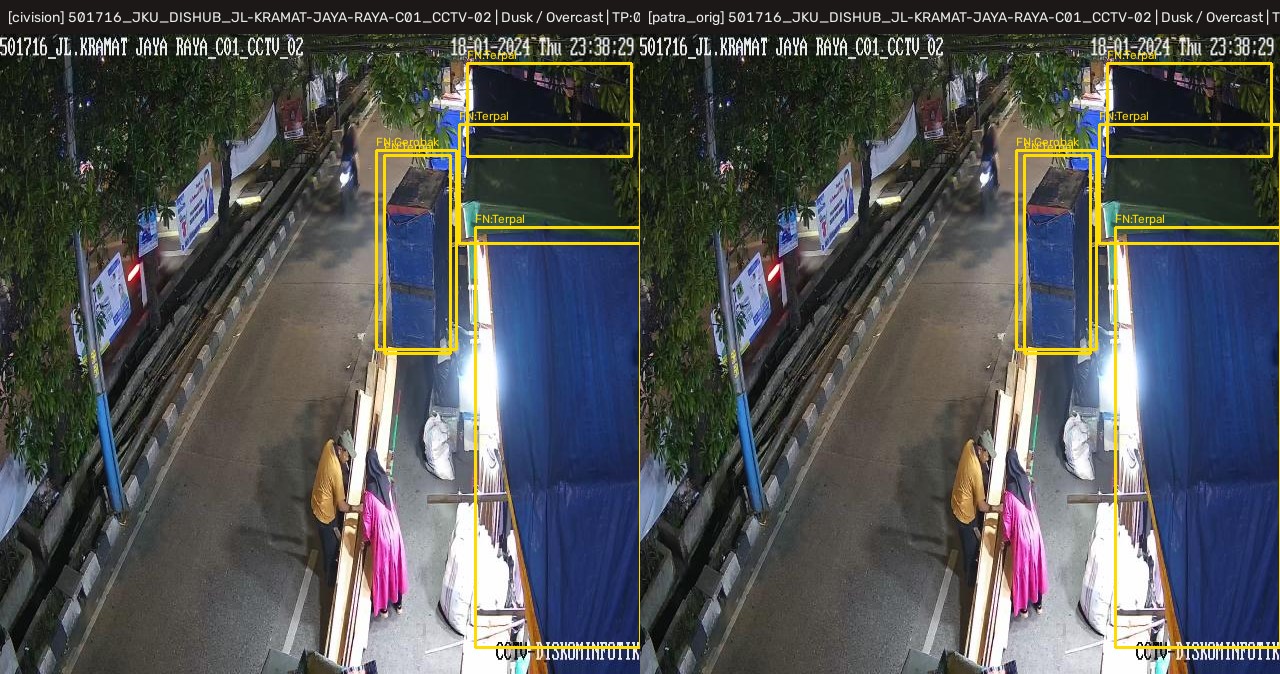 [civision] 501716_JKU_DISHUB_JL-KRAMAT-JAYA-RAYA-C01_CCTV-02 | Dusk / Overcast | TP:0
[patra_orig] 501716_JKU_DISHUB_JL-KRAMAT-JAYA-RAYA-C01_CCTV-02 | Dusk / Overcast | T
501716_JL.KRAMAT JAYA RAYA_C01_CCTV_02
18-01-2024 Thu 23:38:29
501716_JL.KRAMAT JAYA RAYA_C01_CCTV_02
18-01-2024 Thu 23:38:29
FN:Terpal
FN:Terpal
FN:Terpal
FN:Terpal
FN:Gerobak
FN:Gerobak
FN:Terpal
FN:Terpal
CCTV-DISKOMINFOTIK
CCTV-DISKOMINFOTIK